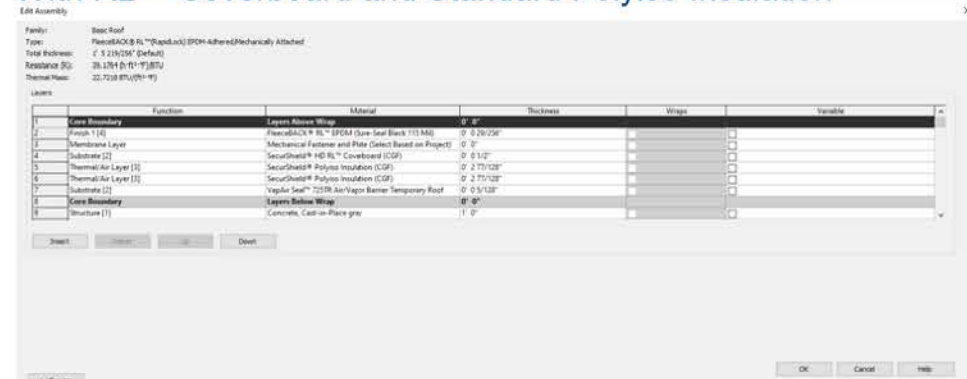 Edit Assembly
Family: Basic Roof
Type: FleeceBACK® RL™(RapidLock) EPDM-Adhered/Mechanically Attached
Total thickness: 1' 5 219/256" (Default)
Resistance (R): 39.1764 (h·ft²·°F)/BTU
Thermal Mass: 22.7218 BTU/(ft²·°F)
Layers
Function Material Thickness Wraps Variable
1 Core Boundary Layers Above Wrap 0' 0"
2 Finish 1 [4] FleeceBACK® RL™ EPDM (Sure-Seal Black 115 Mil) 0' 0 29/256"
3 Membrane Layer Mechanical Fastener and Plate (Select Based on Project) 0' 0"
4 Substrate [2] SecurShield® HD RL™ Coverboard (CGF) 0' 0 1/2"
5 Thermal/Air Layer [3] SecurShield® Polyiso Insulation (CGF) 0' 2 77/128"
6 Thermal/Air Layer [3] SecurShield® Polyiso Insulation (CGF) 0' 2 77/128"
7 Substrate [2] VapAir Seal™ 725TR Air/Vapor Barrier Temporary Roof 0' 0 5/128"
8 Core Boundary Layers Below Wrap 0' 0"
9 Structure [1] Concrete, Cast-in-Place gray 1' 0"
Insert Delete Up Down
OK Cancel Help